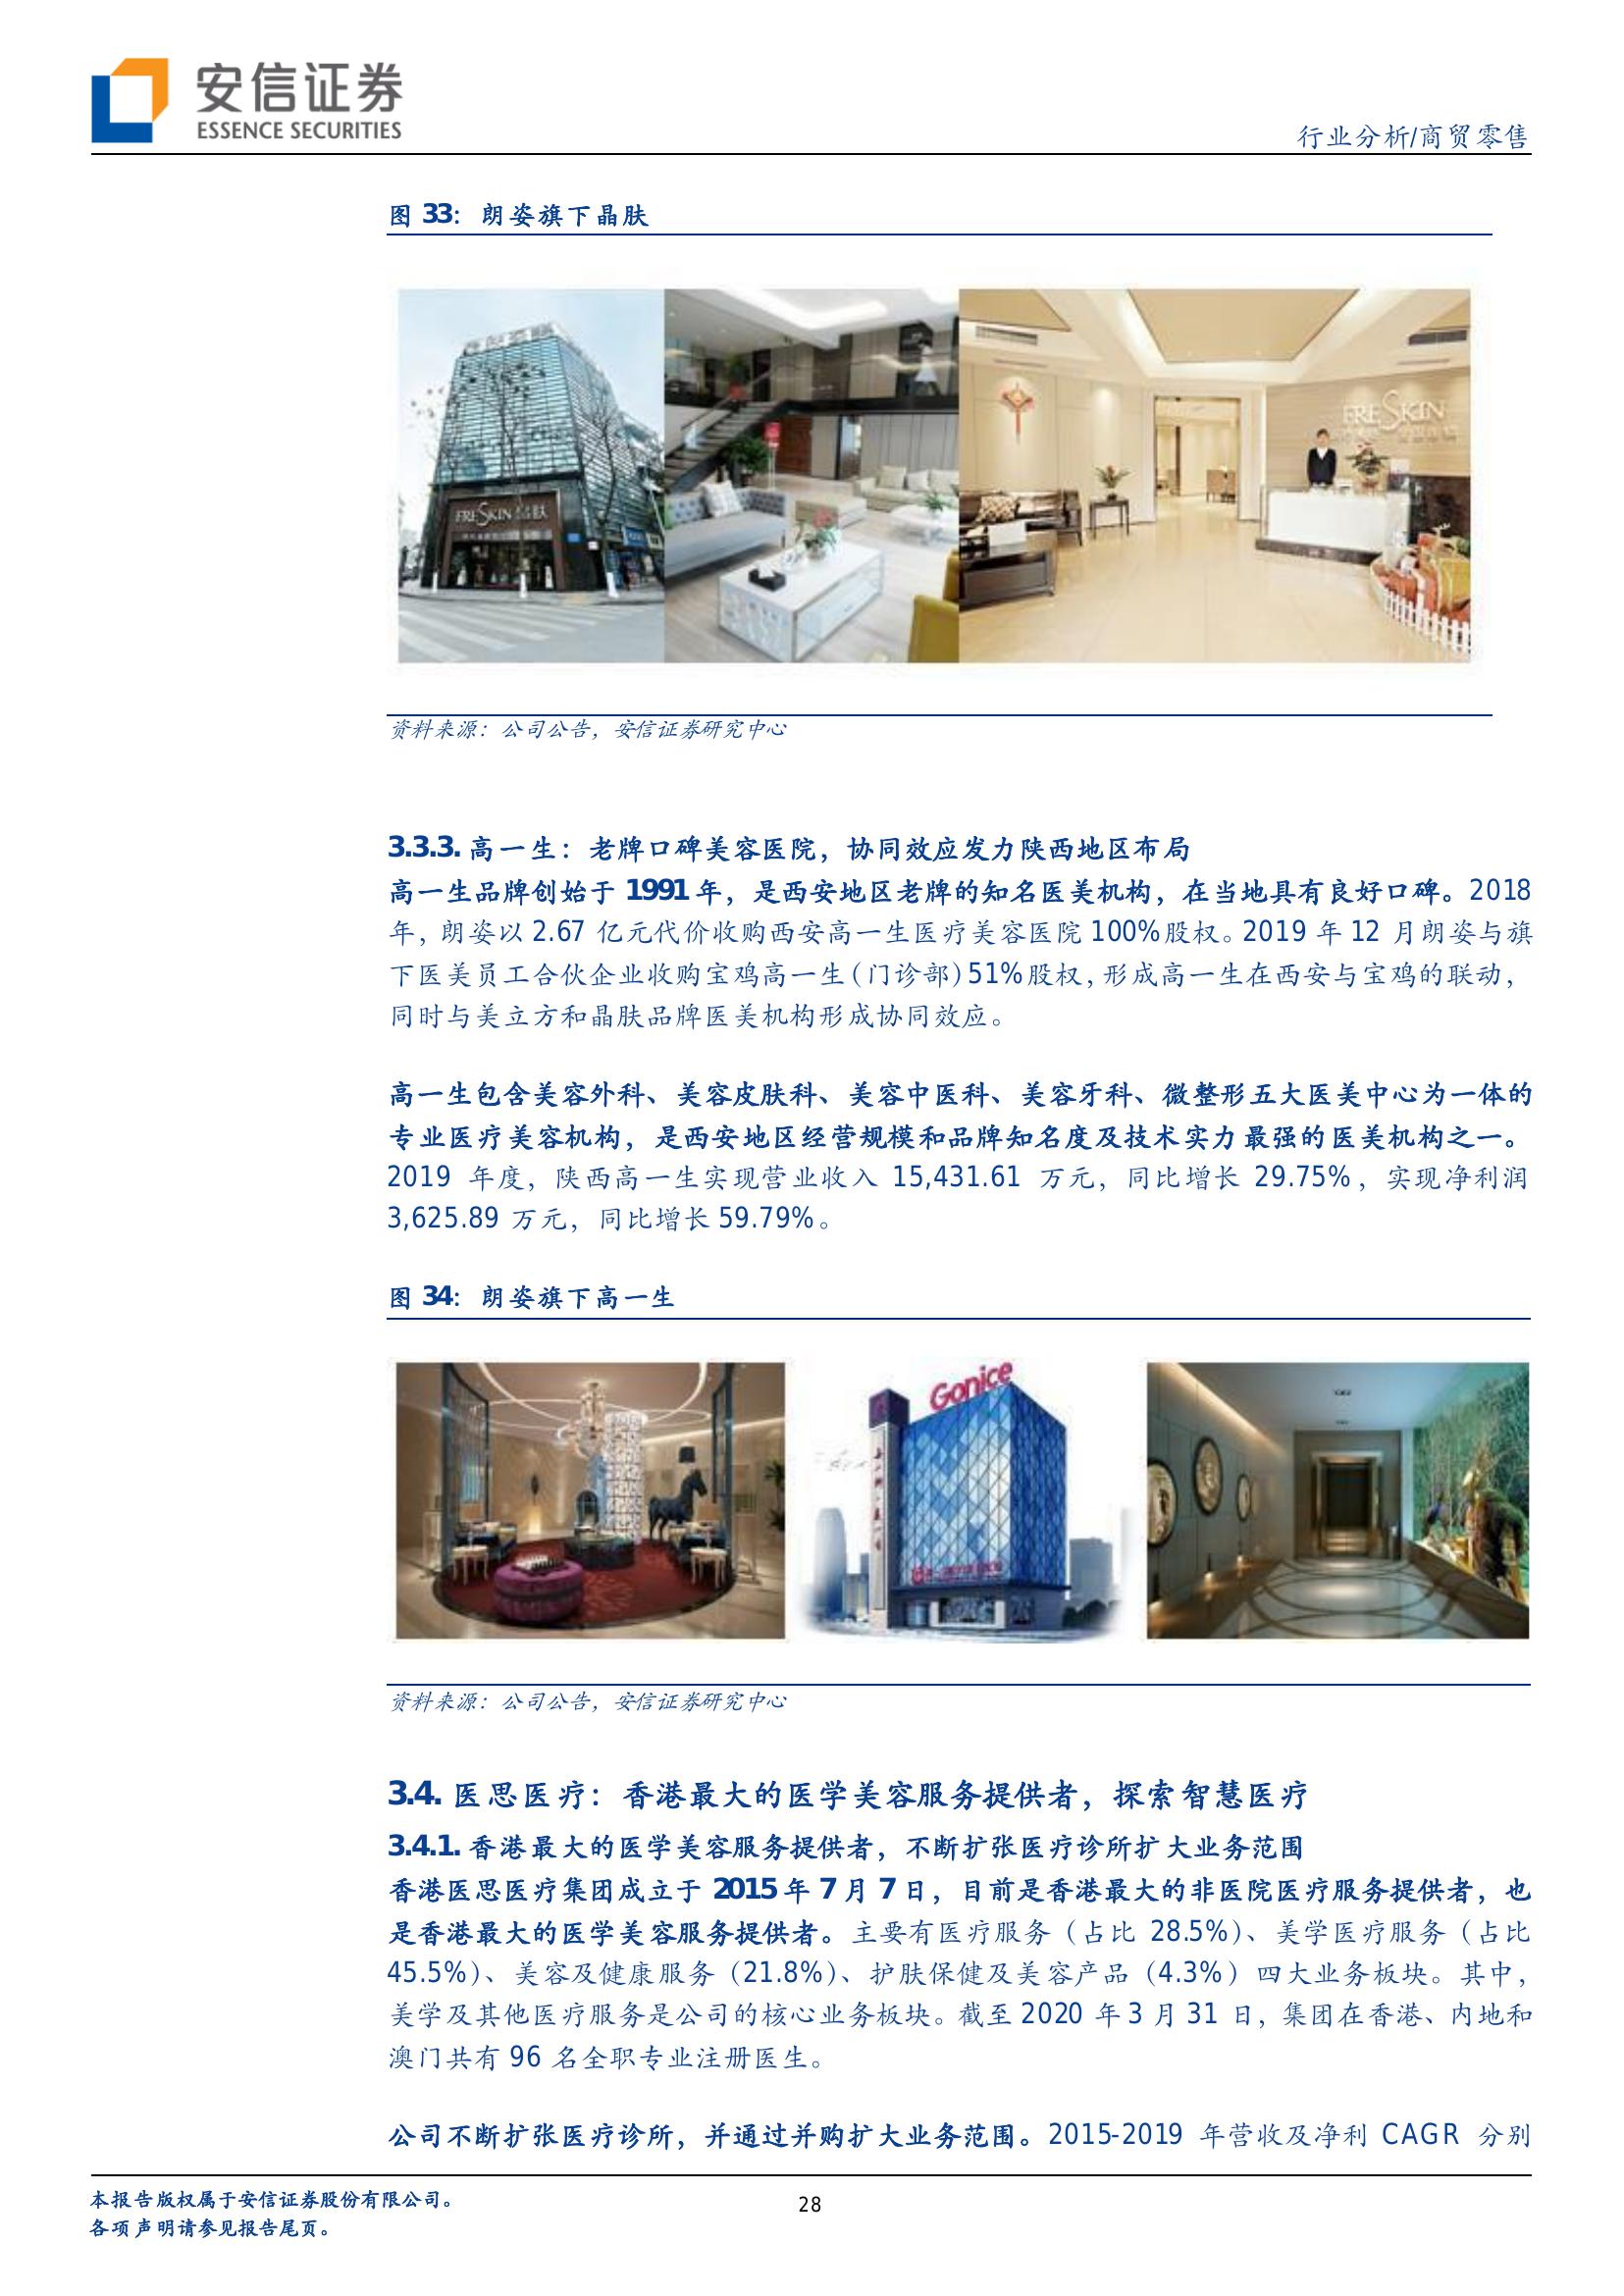 安信证券
ESSENCE SECURITIES
行业分析/商贸零售
图 33：朗姿旗下晶肤
FRESKIN 晶肤
FRESKIN
资料来源：公司公告，安信证券研究中心
3.3.3. 高一生：老牌口碑美容医院，协同效应发力陕西地区布局
高一生品牌创始于 1991 年，是西安地区老牌的知名医美机构，在当地具有良好口碑。2018
年，朗姿以 2.67 亿元代价收购西安高一生医疗美容医院 100%股权。2019 年 12 月朗姿与旗
下医美员工合伙企业收购宝鸡高一生（门诊部）51%股权，形成高一生在西安与宝鸡的联动，
同时与美立方和晶肤品牌医美机构形成协同效应。
高一生包含美容外科、美容皮肤科、美容中医科、美容牙科、微整形五大医美中心为一体的
专业医疗美容机构，是西安地区经营规模和品牌知名度及技术实力最强的医美机构之一。
2019 年度，陕西高一生实现营业收入 15,431.61 万元，同比增长 29.75%，实现净利润
3,625.89 万元，同比增长 59.79%。
图 34：朗姿旗下高一生
Gonice
资料来源：公司公告，安信证券研究中心
3.4. 医思医疗：香港最大的医学美容服务提供者，探索智慧医疗
3.4.1. 香港最大的医学美容服务提供者，不断扩张医疗诊所扩大业务范围
香港医思医疗集团成立于 2015 年 7 月 7 日，目前是香港最大的非医院医疗服务提供者，也
是香港最大的医学美容服务提供者。主要有医疗服务（占比 28.5%）、美学医疗服务（占比
45.5%）、美容及健康服务（21.8%）、护肤保健及美容产品（4.3%）四大业务板块。其中，
美学及其他医疗服务是公司的核心业务板块。截至 2020 年 3 月 31 日，集团在香港、内地和
澳门共有 96 名全职专业注册医生。
公司不断扩张医疗诊所，并通过并购扩大业务范围。2015-2019 年营收及净利 CAGR 分别
本报告版权属于安信证券股份有限公司。
各项声明请参见报告尾页。
28